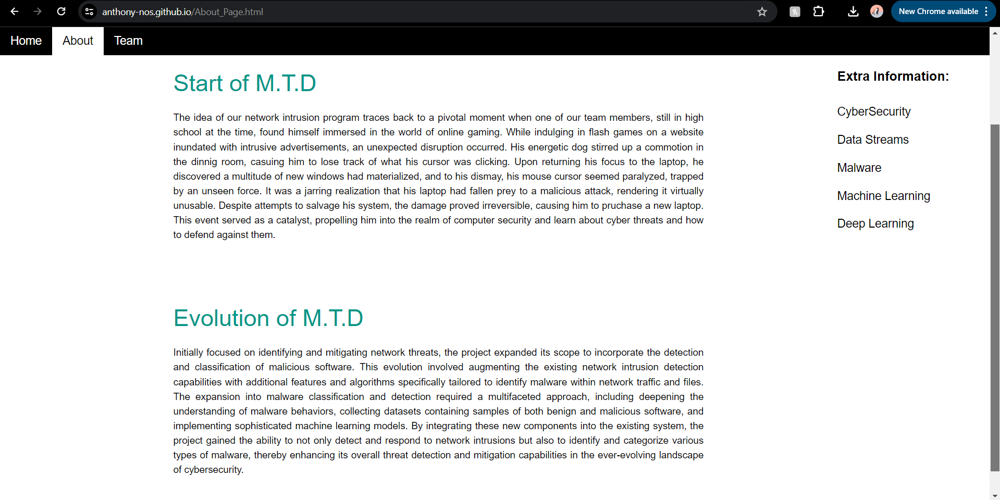 anthony-nos.github.io/About_Page.html
New Chrome available
Home
About
Team
Start of M.T.D
The idea of our network intrusion program traces back to a pivotal moment when one of our team members, still in high
school at the time, found himself immersed in the world of online gaming. While indulging in flash games on a website
inundated with intrusive advertisements, an unexpected disruption occurred. His energetic dog stirred up a commotion in
the dinnig room, casuing him to lose track of what his cursor was clicking. Upon returning his focus to the laptop, he
discovered a multitude of new windows had materialized, and to his dismay, his mouse cursor seemed paralyzed, trapped
by an unseen force. It was a jarring realization that his laptop had fallen prey to a malicious attack, rendering it virtually
unusable. Despite attempts to salvage his system, the damage proved irreversible, causing him to pruchase a new laptop.
This event served as a catalyst, propelling him into the realm of computer security and learn about cyber threats and how
to defend against them.
Evolution of M.T.D
Initially focused on identifying and mitigating network threats, the project expanded its scope to incorporate the detection
and classification of malicious software. This evolution involved augmenting the existing network intrusion detection
capabilities with additional features and algorithms specifically tailored to identify malware within network traffic and files.
The expansion into malware classification and detection required a multifaceted approach, including deepening the
understanding of malware behaviors, collecting datasets containing samples of both benign and malicious software, and
implementing sophisticated machine learning models. By integrating these new components into the existing system, the
project gained the ability to not only detect and respond to network intrusions but also to identify and categorize various
types of malware, thereby enhancing its overall threat detection and mitigation capabilities in the ever-evolving landscape
of cybersecurity.
Extra Information:
CyberSecurity
Data Streams
Malware
Machine Learning
Deep Learning